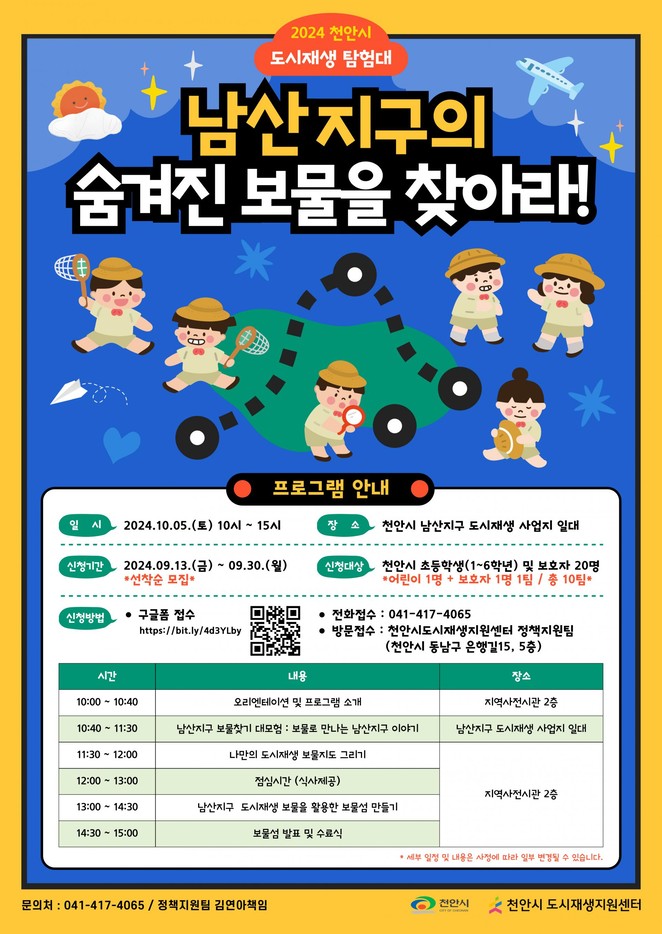 2024 천안시
도시재생 탐험대
남산지구의
숨겨진 보물을 찾아라!
프로그램 안내
일 시 2024.10.05.(토) 10시 ~ 15시
장 소 천안시 남산지구 도시재생 사업지 일대
신청기간 2024.09.13.(금) ~ 09.30.(월)
*선착순 모집*
신청대상 천안시 초등학생(1~6학년) 및 보호자 20명
*어린이 1명 + 보호자 1명 1팀 / 총 10팀*
신청방법 • 구글폼 접수
https://bit.ly/4d3YLby
• 전화접수 : 041-417-4065
• 방문접수 : 천안시도시재생지원센터 정책지원팀
(천안시 동남구 은행길15, 5층)
시간 내용 장소
10:00 ~ 10:40 오리엔테이션 및 프로그램 소개 지역사전시관 2층
10:40 ~ 11:30 남산지구 보물찾기 대모험 : 보물로 만나는 남산지구 이야기 남산지구 도시재생 사업지 일대
11:30 ~ 12:00 나만의 도시재생 보물지도 그리기
12:00 ~ 13:00 점심시간 (식사제공)
지역사전시관 2층
13:00 ~ 14:30 남산지구 도시재생 보물을 활용한 보물섬 만들기
14:30 ~ 15:00 보물섬 발표 및 수료식
* 세부 일정 및 내용은 사정에 따라 일부 변경될 수 있습니다.
문의처 : 041-417-4065 / 정책지원팀 김연아책임
천안시
CITY OF CHEONAN
천안시 도시재생지원센터